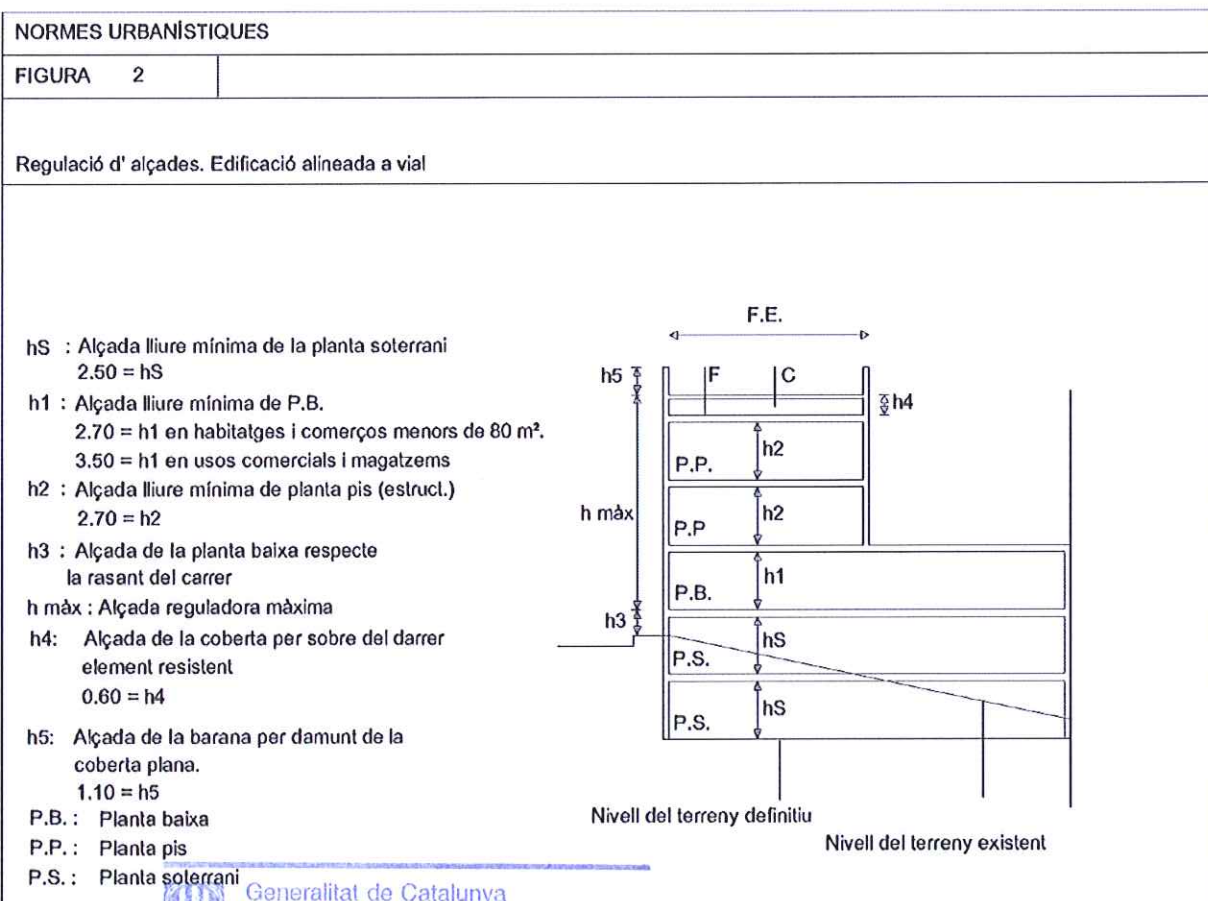 NORMES URBANÍSTIQUES
FIGURA 2
Regulació d' alçades. Edificació alineada a vial
hS : Alçada lliure mínima de la planta soterrani
2.50 = hS
h1 : Alçada lliure mínima de P.B.
2.70 = h1 en habitatges i comerços menors de 80 m².
3.50 = h1 en usos comercials i magatzems
h2 : Alçada lliure mínima de planta pis (estruct.)
2.70 = h2
h3 : Alçada de la planta baixa respecte
la rasant del carrer
h màx : Alçada reguladora màxima
h4: Alçada de la coberta per sobre del darrer
element resistent
0.60 = h4
h5: Alçada de la barana per damunt de la
coberta plana.
1.10 = h5
P.B. : Planta baixa
P.P. : Planta pis
P.S. : Planta soterrani
F.E.
h5 F C
h4
P.P. h2
h màx P.P h2
P.B. h1
h3
P.S. hS
P.S. hS
Nivell del terreny definitiu
Nivell del terreny existent
Generalitat de Catalunya